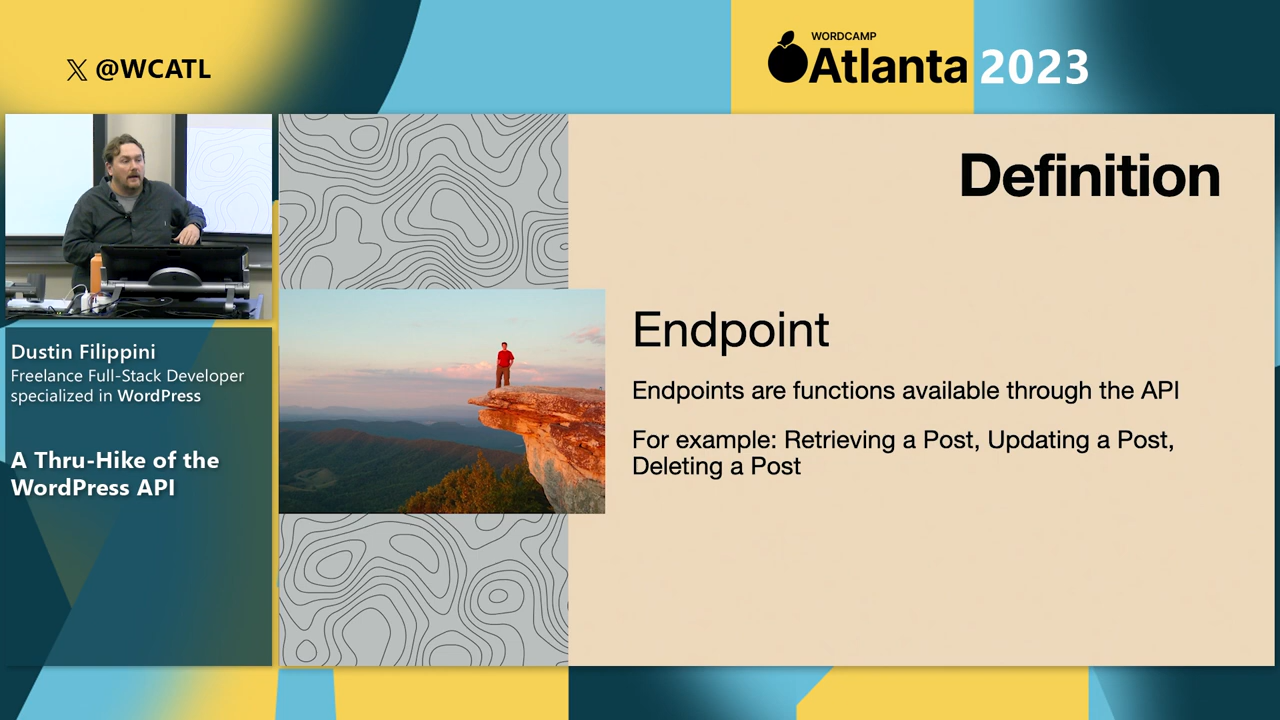 𝕏 @WCATL
WORDCAMP
Atlanta 2023
Dustin Filippini
Freelance Full-Stack Developer
specialized in WordPress
A Thru-Hike of the
WordPress API
Definition
Endpoint
Endpoints are functions available through the API
For example: Retrieving a Post, Updating a Post,
Deleting a Post